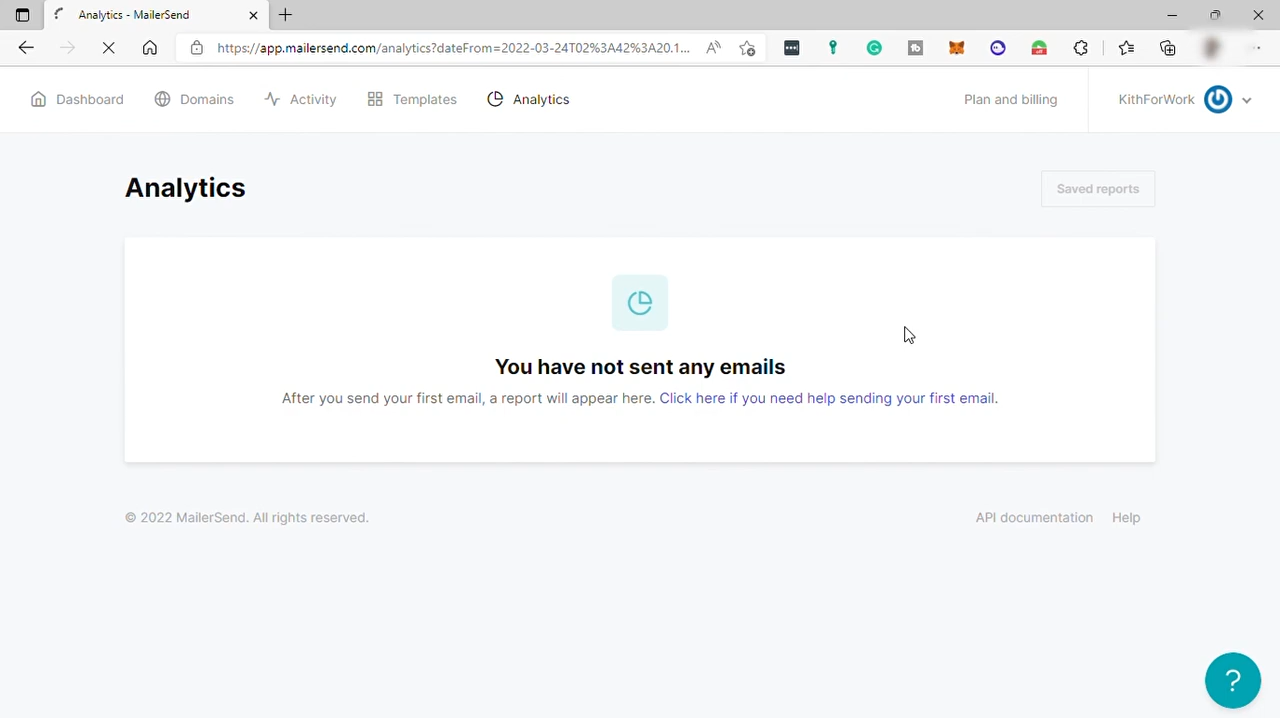 Analytics - MailerSend
https://app.mailersend.com/analytics?dateFrom=2022-03-24T02%3A42%3A20.1...
Dashboard Domains Activity Templates Analytics Plan and billing KithForWork
Analytics
Saved reports
You have not sent any emails
After you send your first email, a report will appear here. Click here if you need help sending your first email.
© 2022 MailerSend. All rights reserved. API documentation Help
?